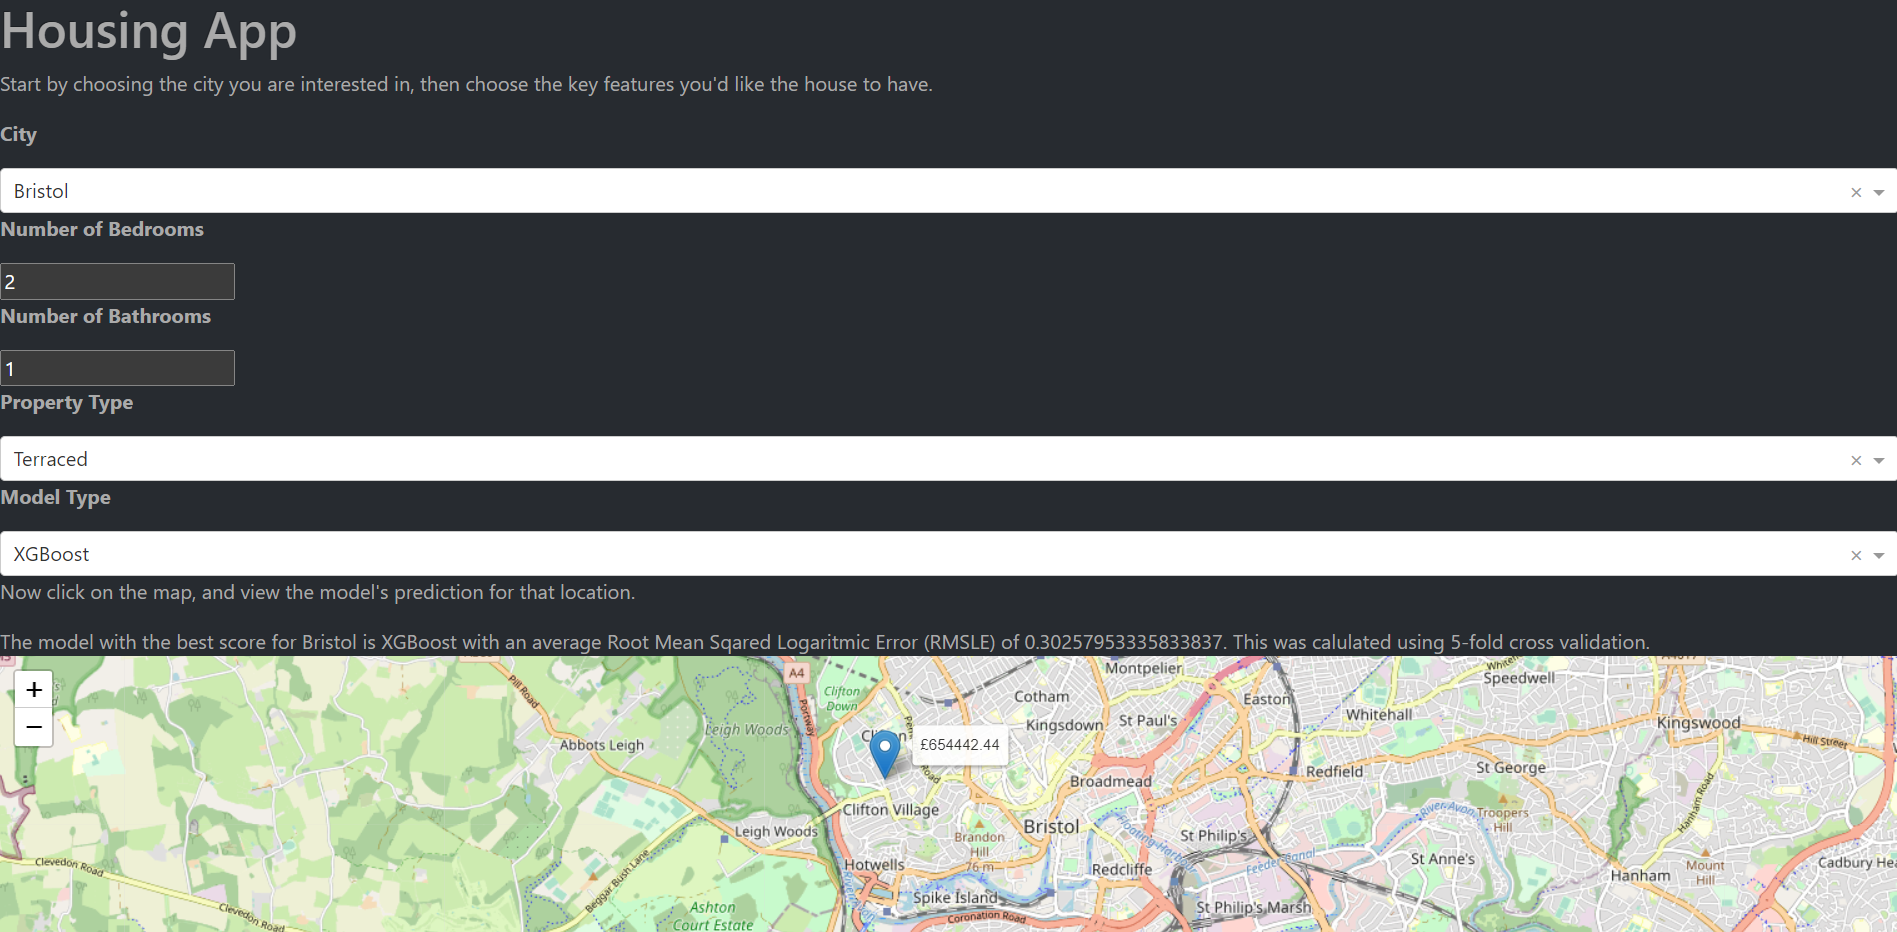 Housing App
Start by choosing the city you are interested in, then choose the key features you'd like the house to have.
City
Bristol
Number of Bedrooms
2
Number of Bathrooms
1
Property Type
Terraced
Model Type
XGBoost
Now click on the map, and view the model's prediction for that location.
The model with the best score for Bristol is XGBoost with an average Root Mean Sqared Logaritmic Error (RMSLE) of 0.30257953335833837. This was calulated using 5-fold cross validation.
+
−
Pill Road
A4
Portway
Clifton
Down
Leigh Woods
Abbots Leigh
£654442.44
Road
Clifton Village
Leigh Woods
Hotwells
Brandon
Hill
76 m
Bristol
Spike Island
Coronation Road
Cotham
Kingsdown
Montpelier
St Paul's
Easton
Broadmead
Redcliffe
St Philip's
Feeder Canal
St Philip's Marsh
Whitehall
Redfield
Speedwell
St George
River Avon
Troopers
Hill
St Anne's
Kingswood
Hill Street
Hanham Road
Hanham
Mount
Hill
Cadbury He
Clevedon Road
Clevedon Road
Beggar Bush Lane
Ashton
Court Estate